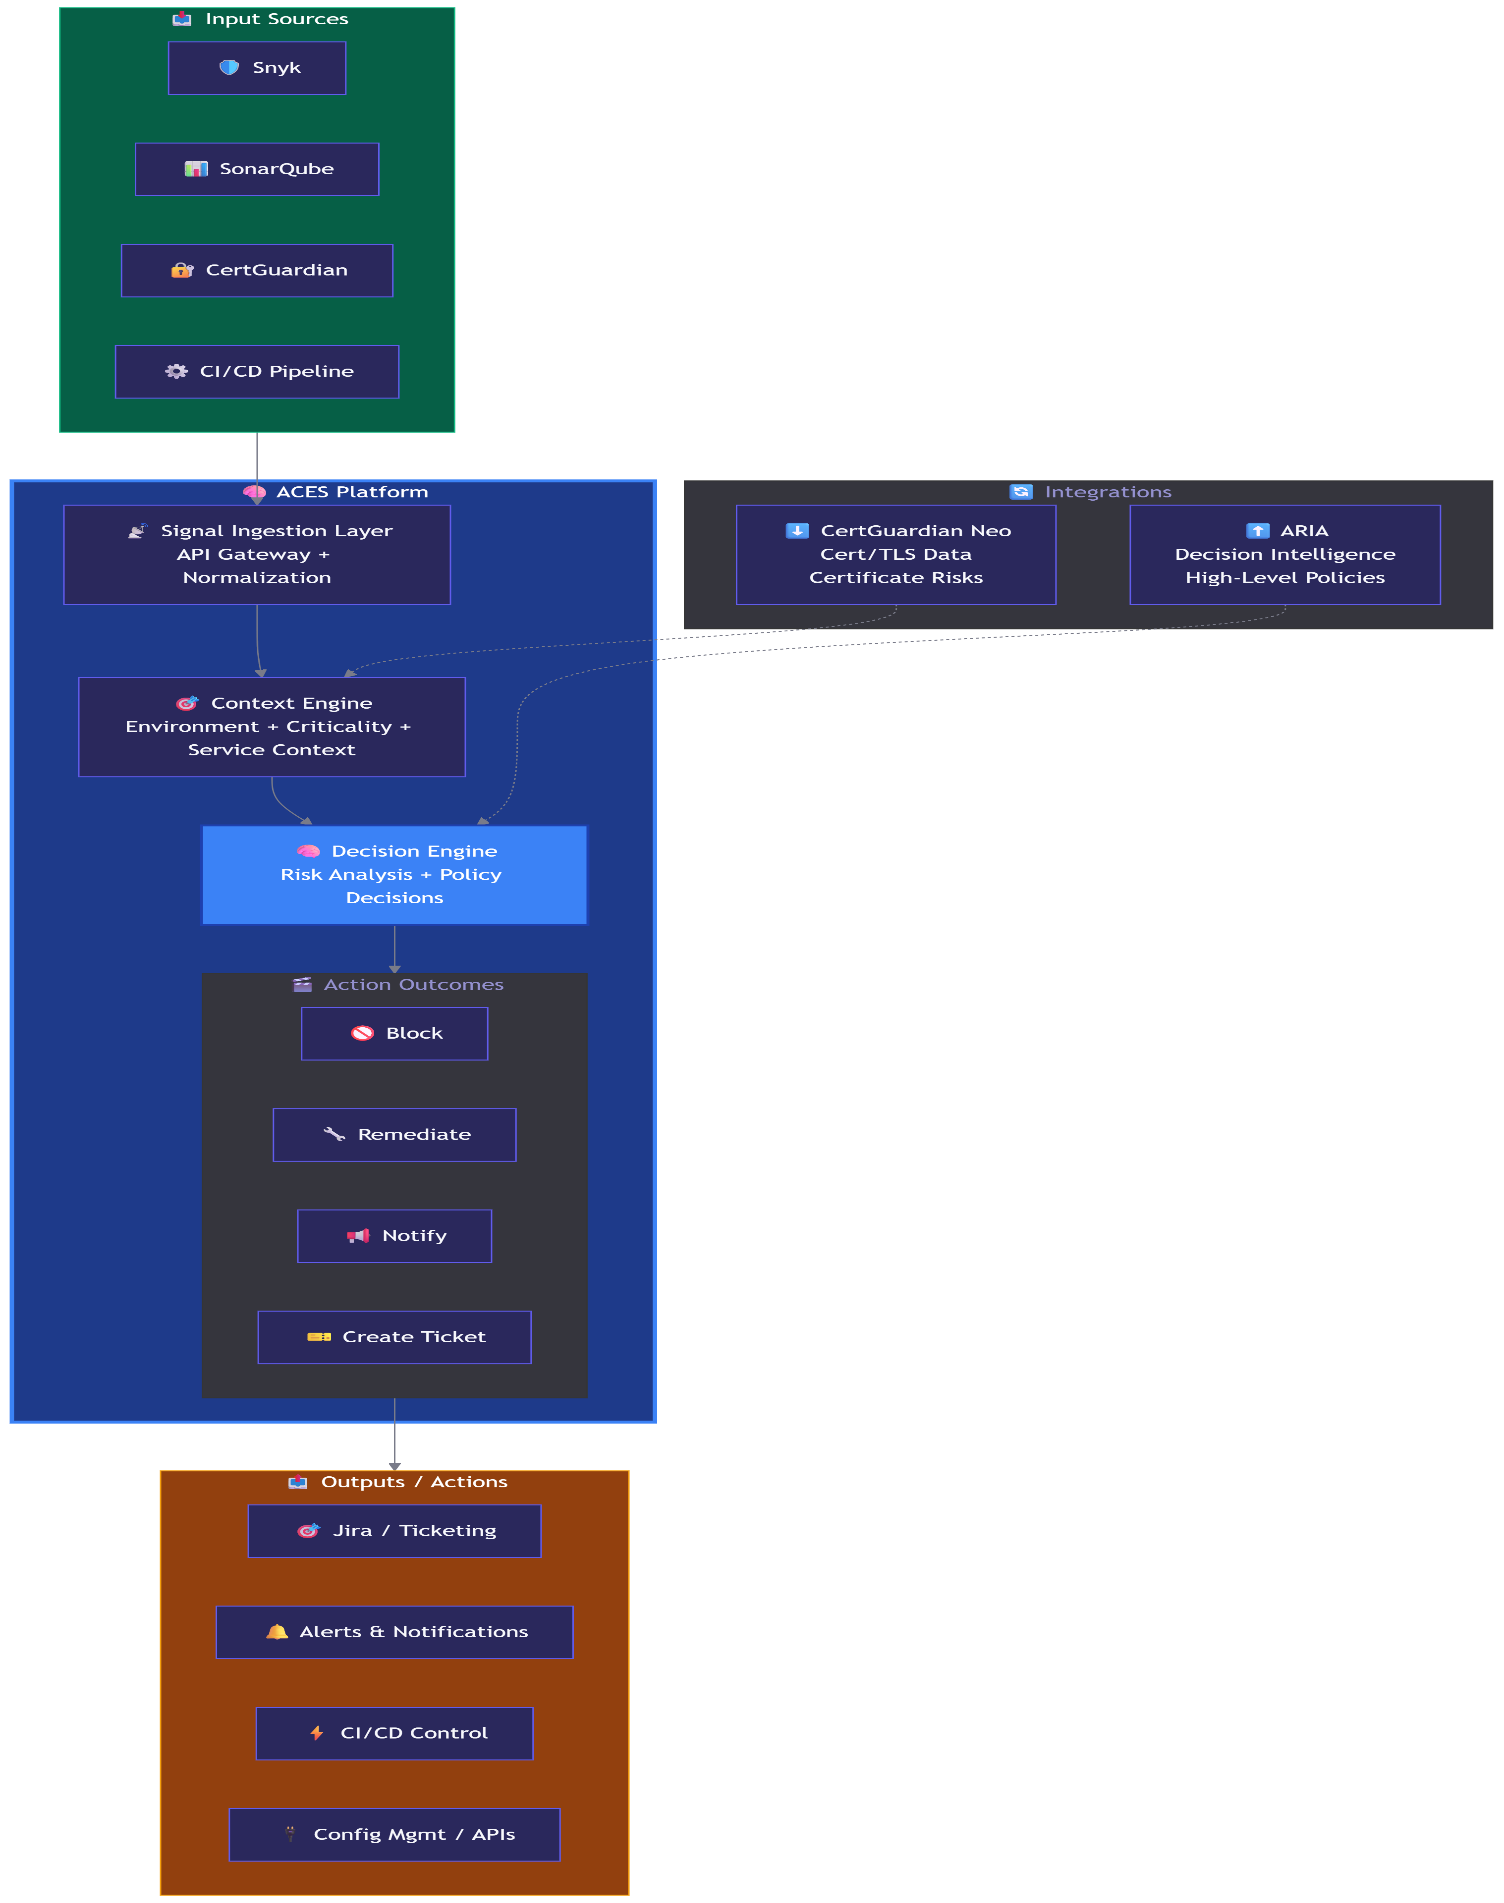 Input Sources
Snyk
SonarQube
CertGuardian
CI/CD Pipeline
ACES Platform
Signal Ingestion Layer
API Gateway +
Normalization
Integrations
CertGuardian Neo
Cert/TLS Data
Certificate Risks
ARIA
Decision Intelligence
High-Level Policies
Context Engine
Environment + Criticality +
Service Context
Decision Engine
Risk Analysis + Policy
Decisions
Action Outcomes
Block
Remediate
Notify
Create Ticket
Outputs / Actions
Jira / Ticketing
Alerts & Notifications
CI/CD Control
Config Mgmt / APIs